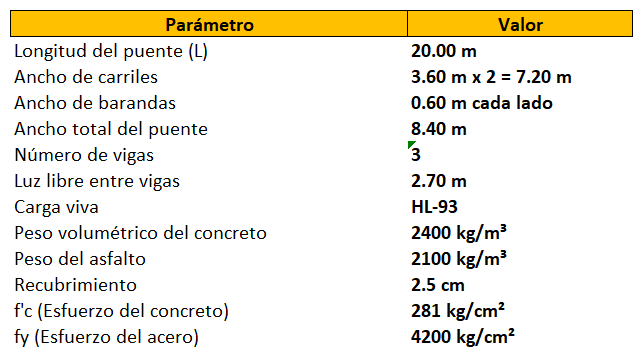 Parámetro Valor
Longitud del puente (L) 20.00 m
Ancho de carriles 3.60 m x 2 = 7.20 m
Ancho de barandas 0.60 m cada lado
Ancho total del puente 8.40 m
Número de vigas 3
Luz libre entre vigas 2.70 m
Carga viva HL-93
Peso volumétrico del concreto 2400 kg/m³
Peso del asfalto 2100 kg/m³
Recubrimiento 2.5 cm
f'c (Esfuerzo del concreto) 281 kg/cm²
fy (Esfuerzo del acero) 4200 kg/cm²